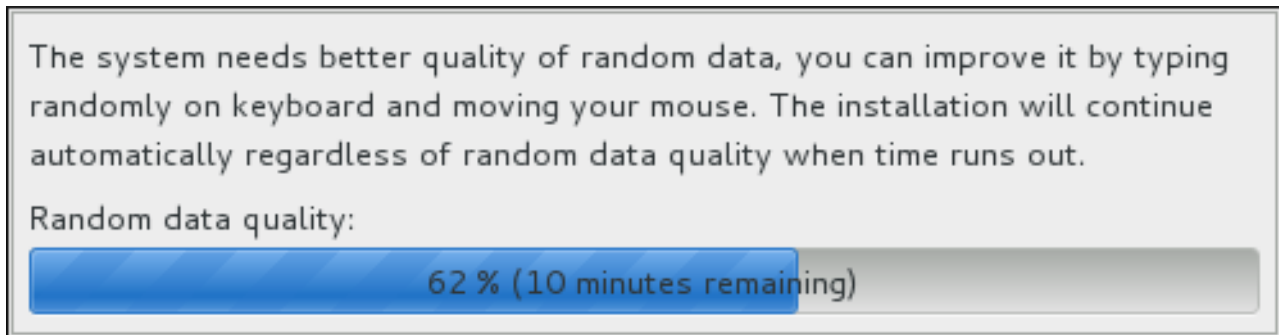 The system needs better quality of random data, you can improve it by typing
randomly on keyboard and moving your mouse. The installation will continue
automatically regardless of random data quality when time runs out.
Random data quality:
62 % (10 minutes remaining)